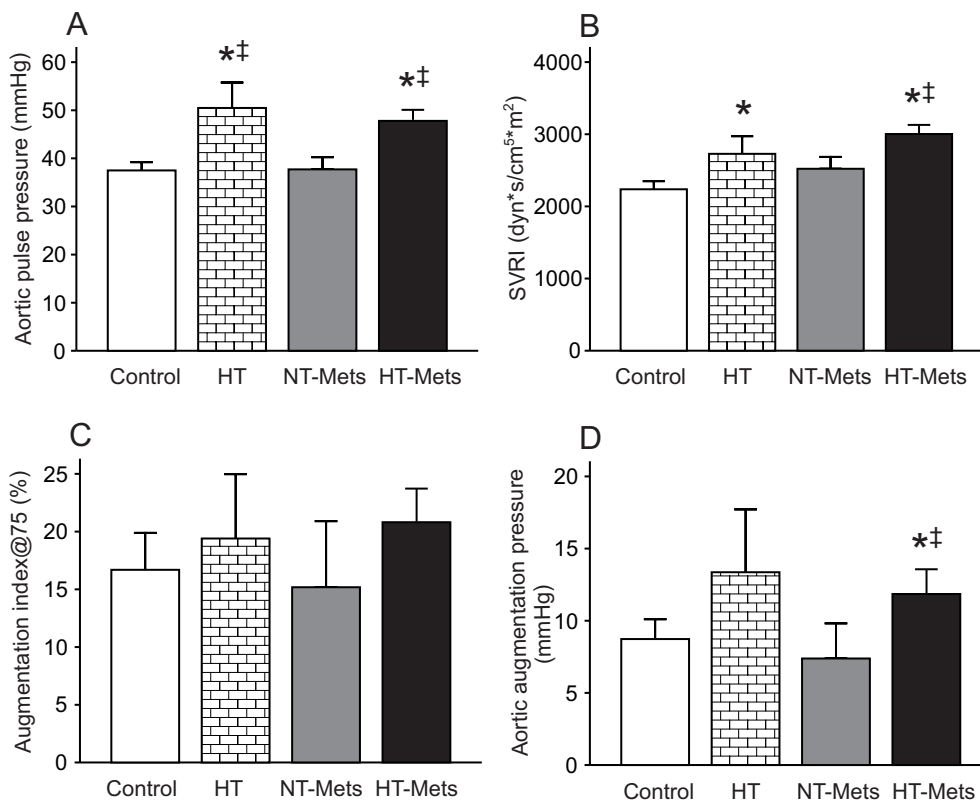 A
Aortic pulse pressure (mmHg)
60
50
40
30
20
10
0
*‡
*‡
Control HT NT-Mets HT-Mets
B
SVRI (dyn*s/cm⁵*m²)
4000
3000
2000
1000
0
*
*‡
Control HT NT-Mets HT-Mets
C
Augmentation index@75 (%)
25
20
15
10
5
0
Control HT NT-Mets HT-Mets
D
Aortic augmentation pressure
(mmHg)
20
15
10
5
0
*‡
Control HT NT-Mets HT-Mets